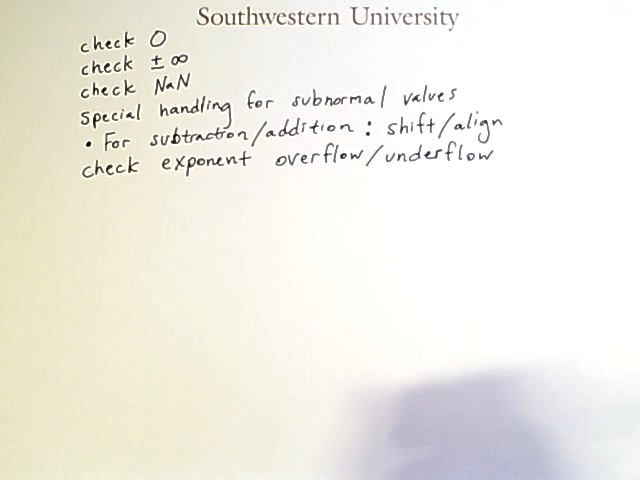 Southwestern University
check 0
check ± ∞
check NaN
special handling for subnormal values
• For subtraction/addition : shift/align
check exponent overflow/underflow